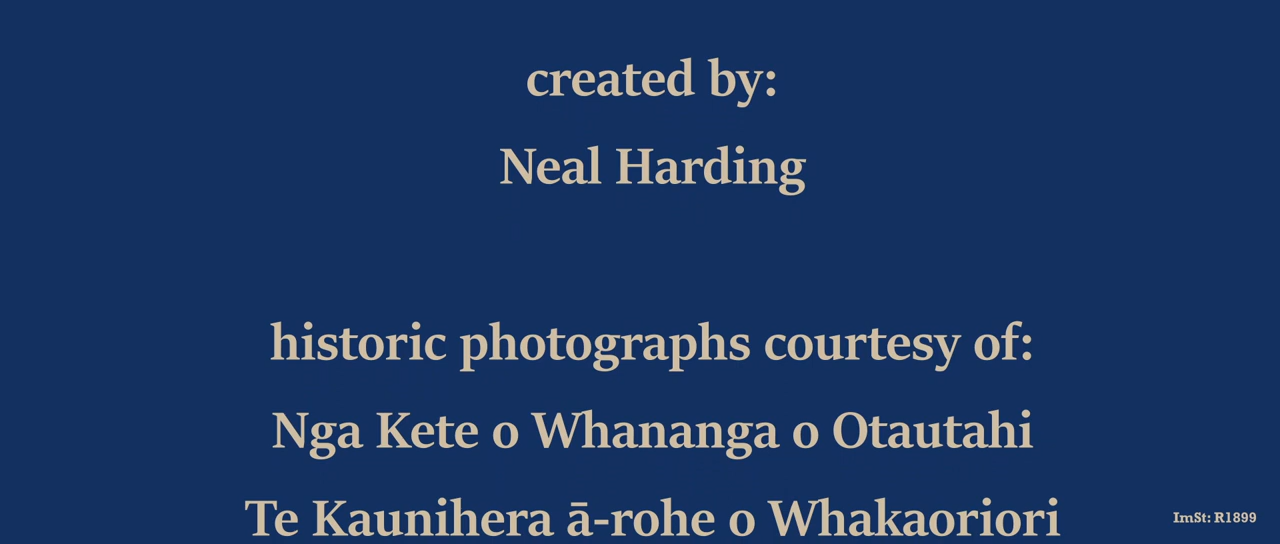 created by:
Neal Harding
historic photographs courtesy of:
Nga Kete o Whananga o Otautahi
Te Kaunihera ā-rohe o Whakaoriori
ImSt: R1899